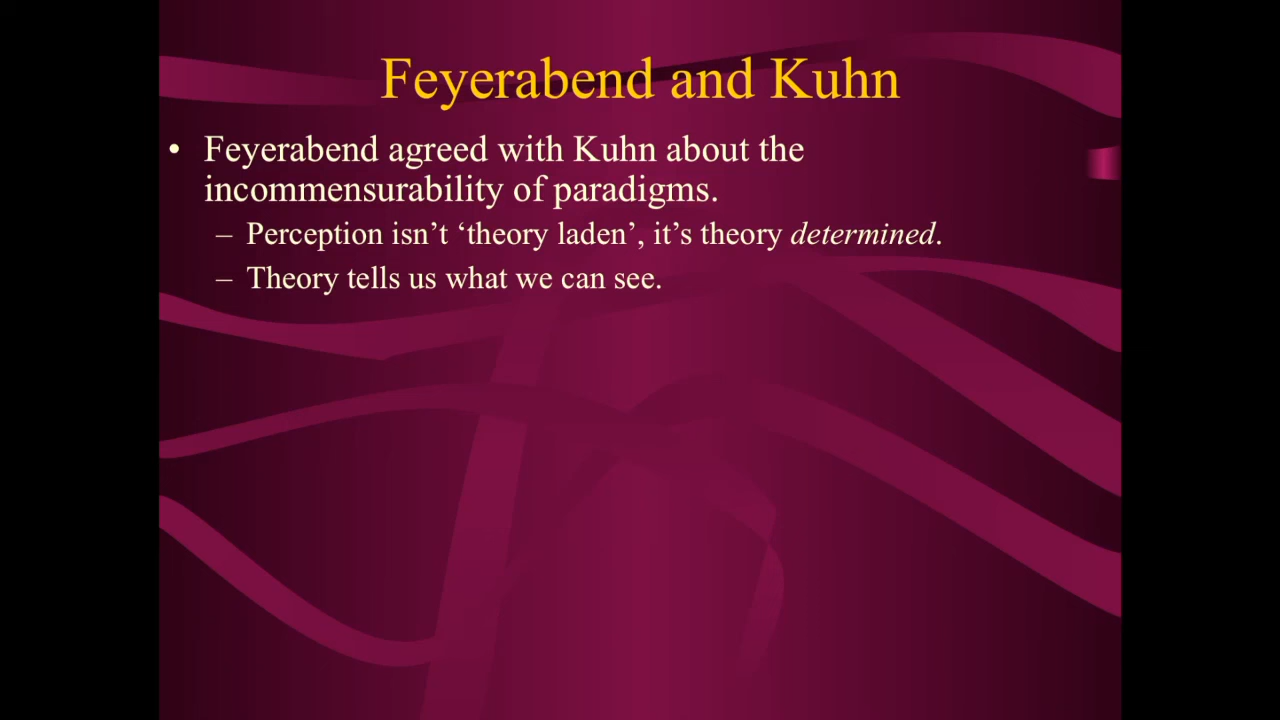 Feyerabend and Kuhn
• Feyerabend agreed with Kuhn about the
incommensurability of paradigms.
– Perception isn’t ‘theory laden’, it’s theory determined.
– Theory tells us what we can see.